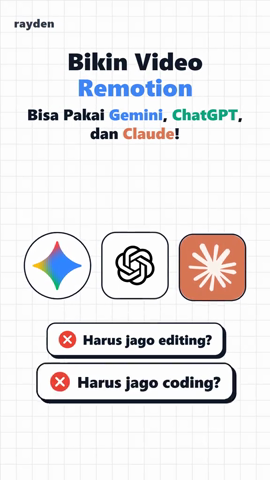 rayden
Bikin Video
Remotion
Bisa Pakai Gemini, ChatGPT,
dan Claude!
Harus jago editing?
Harus jago coding?